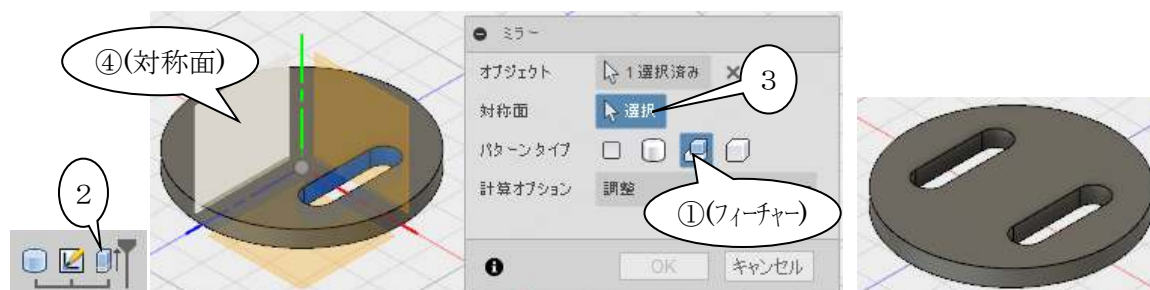 ④(対称面)
2
ミラー
オブジェクト 1 選択済み
3
対称面 選択
パターンタイプ
計算オプション 調整
①(フィーチャー)
OK キャンセル